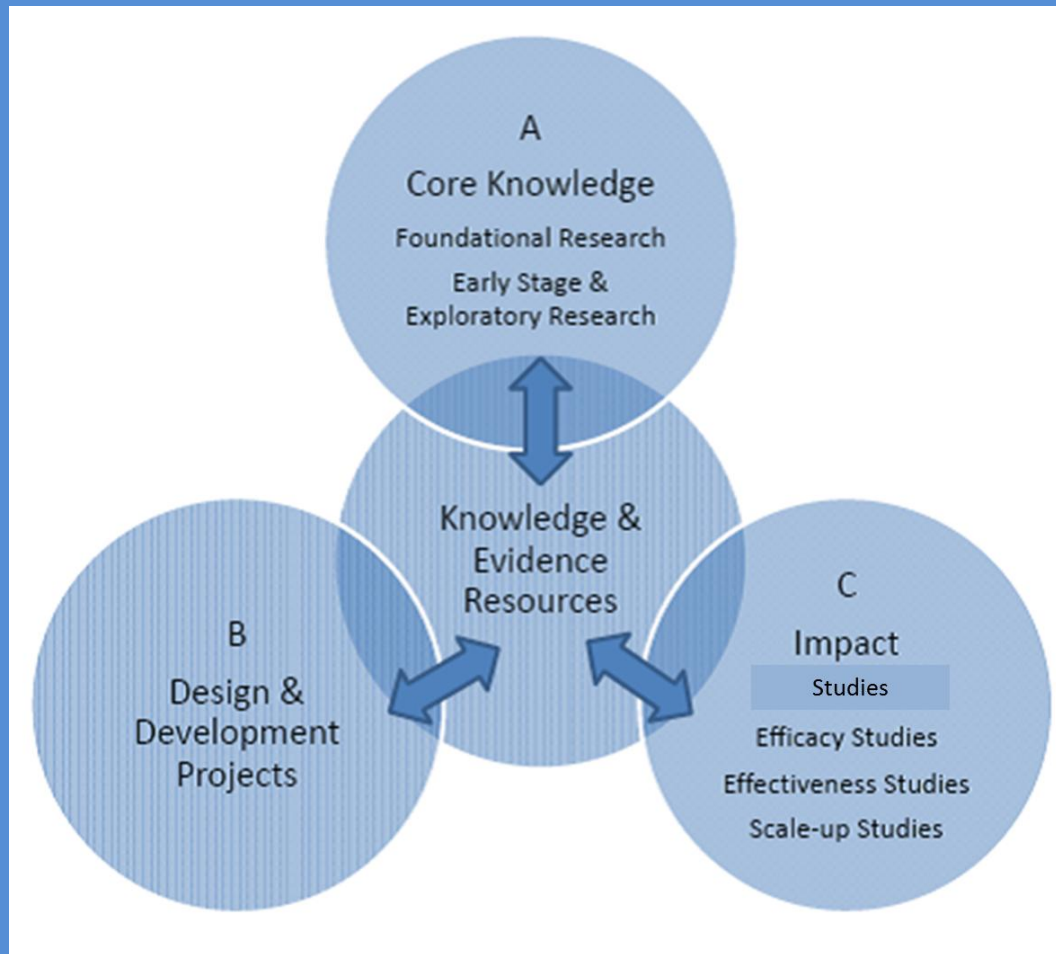 A
Core Knowledge
Foundational Research
Early Stage &
Exploratory Research
Knowledge &
Evidence
Resources
B
Design &
Development
Projects
C
Impact
Studies
Efficacy Studies
Effectiveness Studies
Scale-up Studies